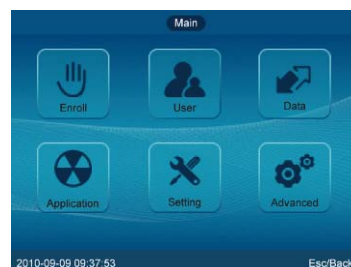 Main
Enroll
User
Data
Application
Setting
Advanced
2010-09-09 09:37:53
Esc/Back